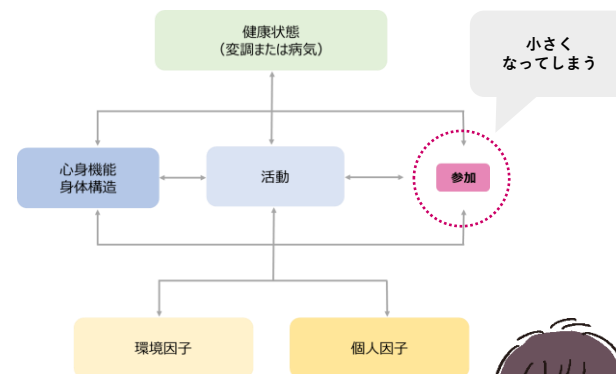 健康状態
（変調または病気）
小さく
なってしまう
心身機能
身体構造
活動
参加
環境因子
個人因子